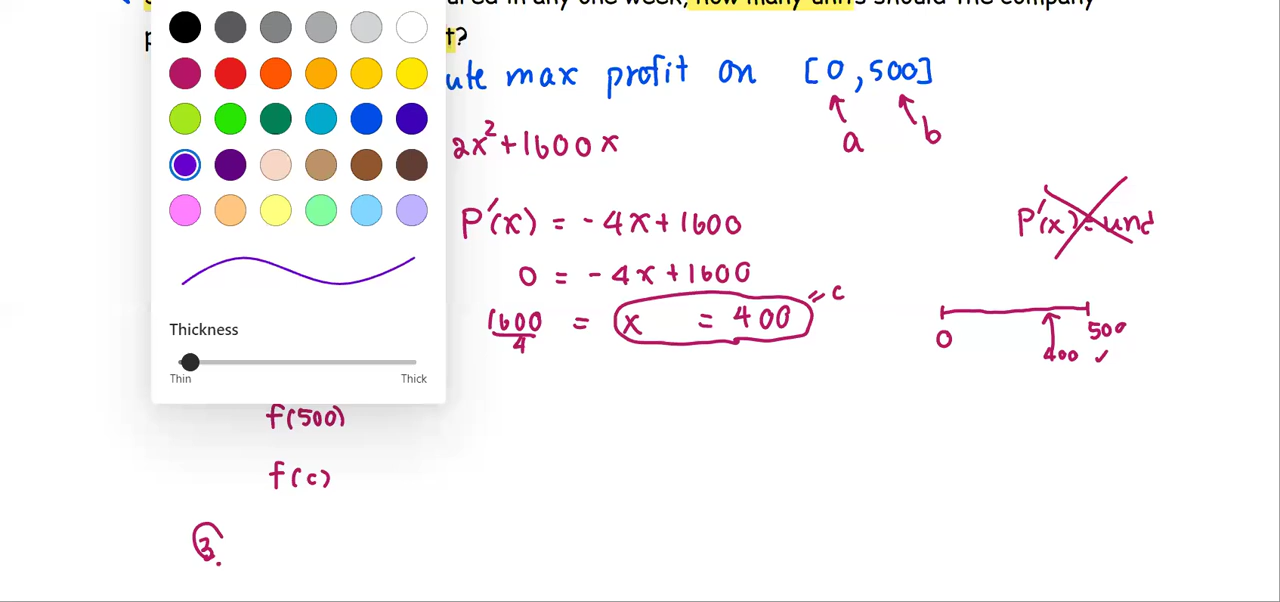 ured in any one week, how many units should the company
p t?
ute max profit on [0,500]
a b
2x²+1600x
P'(x) = -4x+1600 P'(x) = und
0 = -4x+1600
1600/4 = x = 400 = c
0 400 500 ✓
Thickness
Thin Thick
f(500)
f(c)
3.